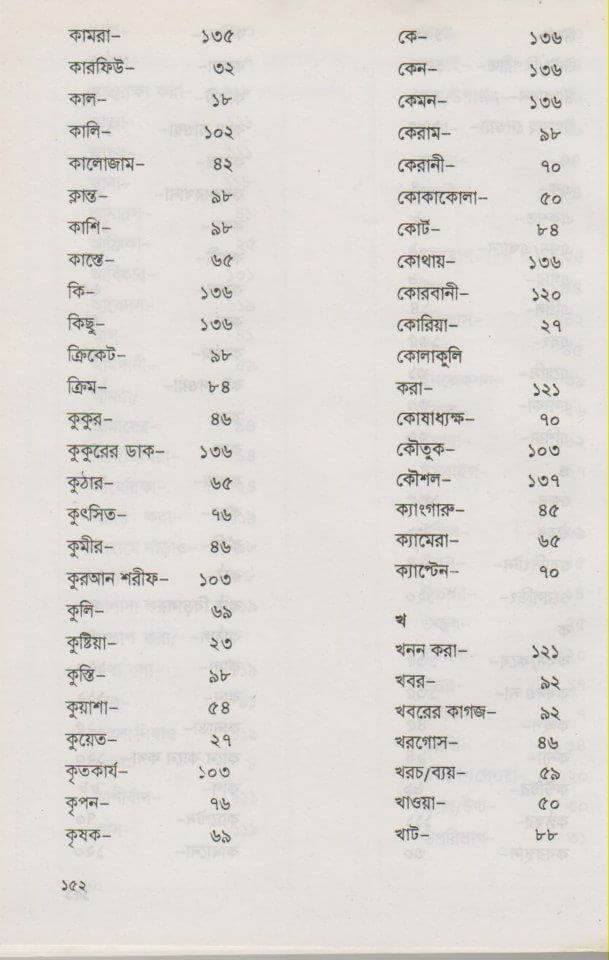 কামরা– ১৩৫
কারফিউ– ৩২
কাল– ১৮
কালি– ১০২
কালোজাম– ৪২
ক্লান্ত– ৯৮
কাশি– ৯৮
কাস্তে– ৬৫
কি– ১৩৬
কিছু– ১৩৬
ক্রিকেট– ৯৮
ক্রিম– ৮৪
কুকুর– ৪৬
কুকুরের ডাক– ১৩৬
কুঠার– ৬৫
কুৎসিত– ৭৬
কুমীর– ৪৬
কুরআন শরীফ– ১০৩
কুলি– ৬৯
কুষ্টিয়া– ২৩
কুস্তি– ৯৮
কুয়াশা– ৫৪
কুয়েত– ২৭
কৃতকার্য– ১০৩
কৃপন– ৭৬
কৃষক– ৬৯
কে– ১৩৬
কেন– ১৩৬
কেমন– ১৩৬
কেরাম– ৯৮
কেরানী– ৭০
কোকাকোলা– ৫০
কোর্ট– ৮৪
কোথায়– ১৩৬
কোরবানী– ১২০
কোরিয়া– ২৭
কোলাকুলি
করা– ১২১
কোষাধ্যক্ষ– ৭০
কৌতুক– ১০৩
কৌশল– ১৩৭
ক্যাংগারু– ৪৫
ক্যামেরা– ৬৫
ক্যাপ্টেন– ৭০
খ
খনন করা– ১২১
খবর– ৯২
খবরের কাগজ– ৯২
খরগোস– ৪৬
খরচ/ব্যয়– ৫৯
খাওয়া– ৫০
খাট– ৮৮
১৫২